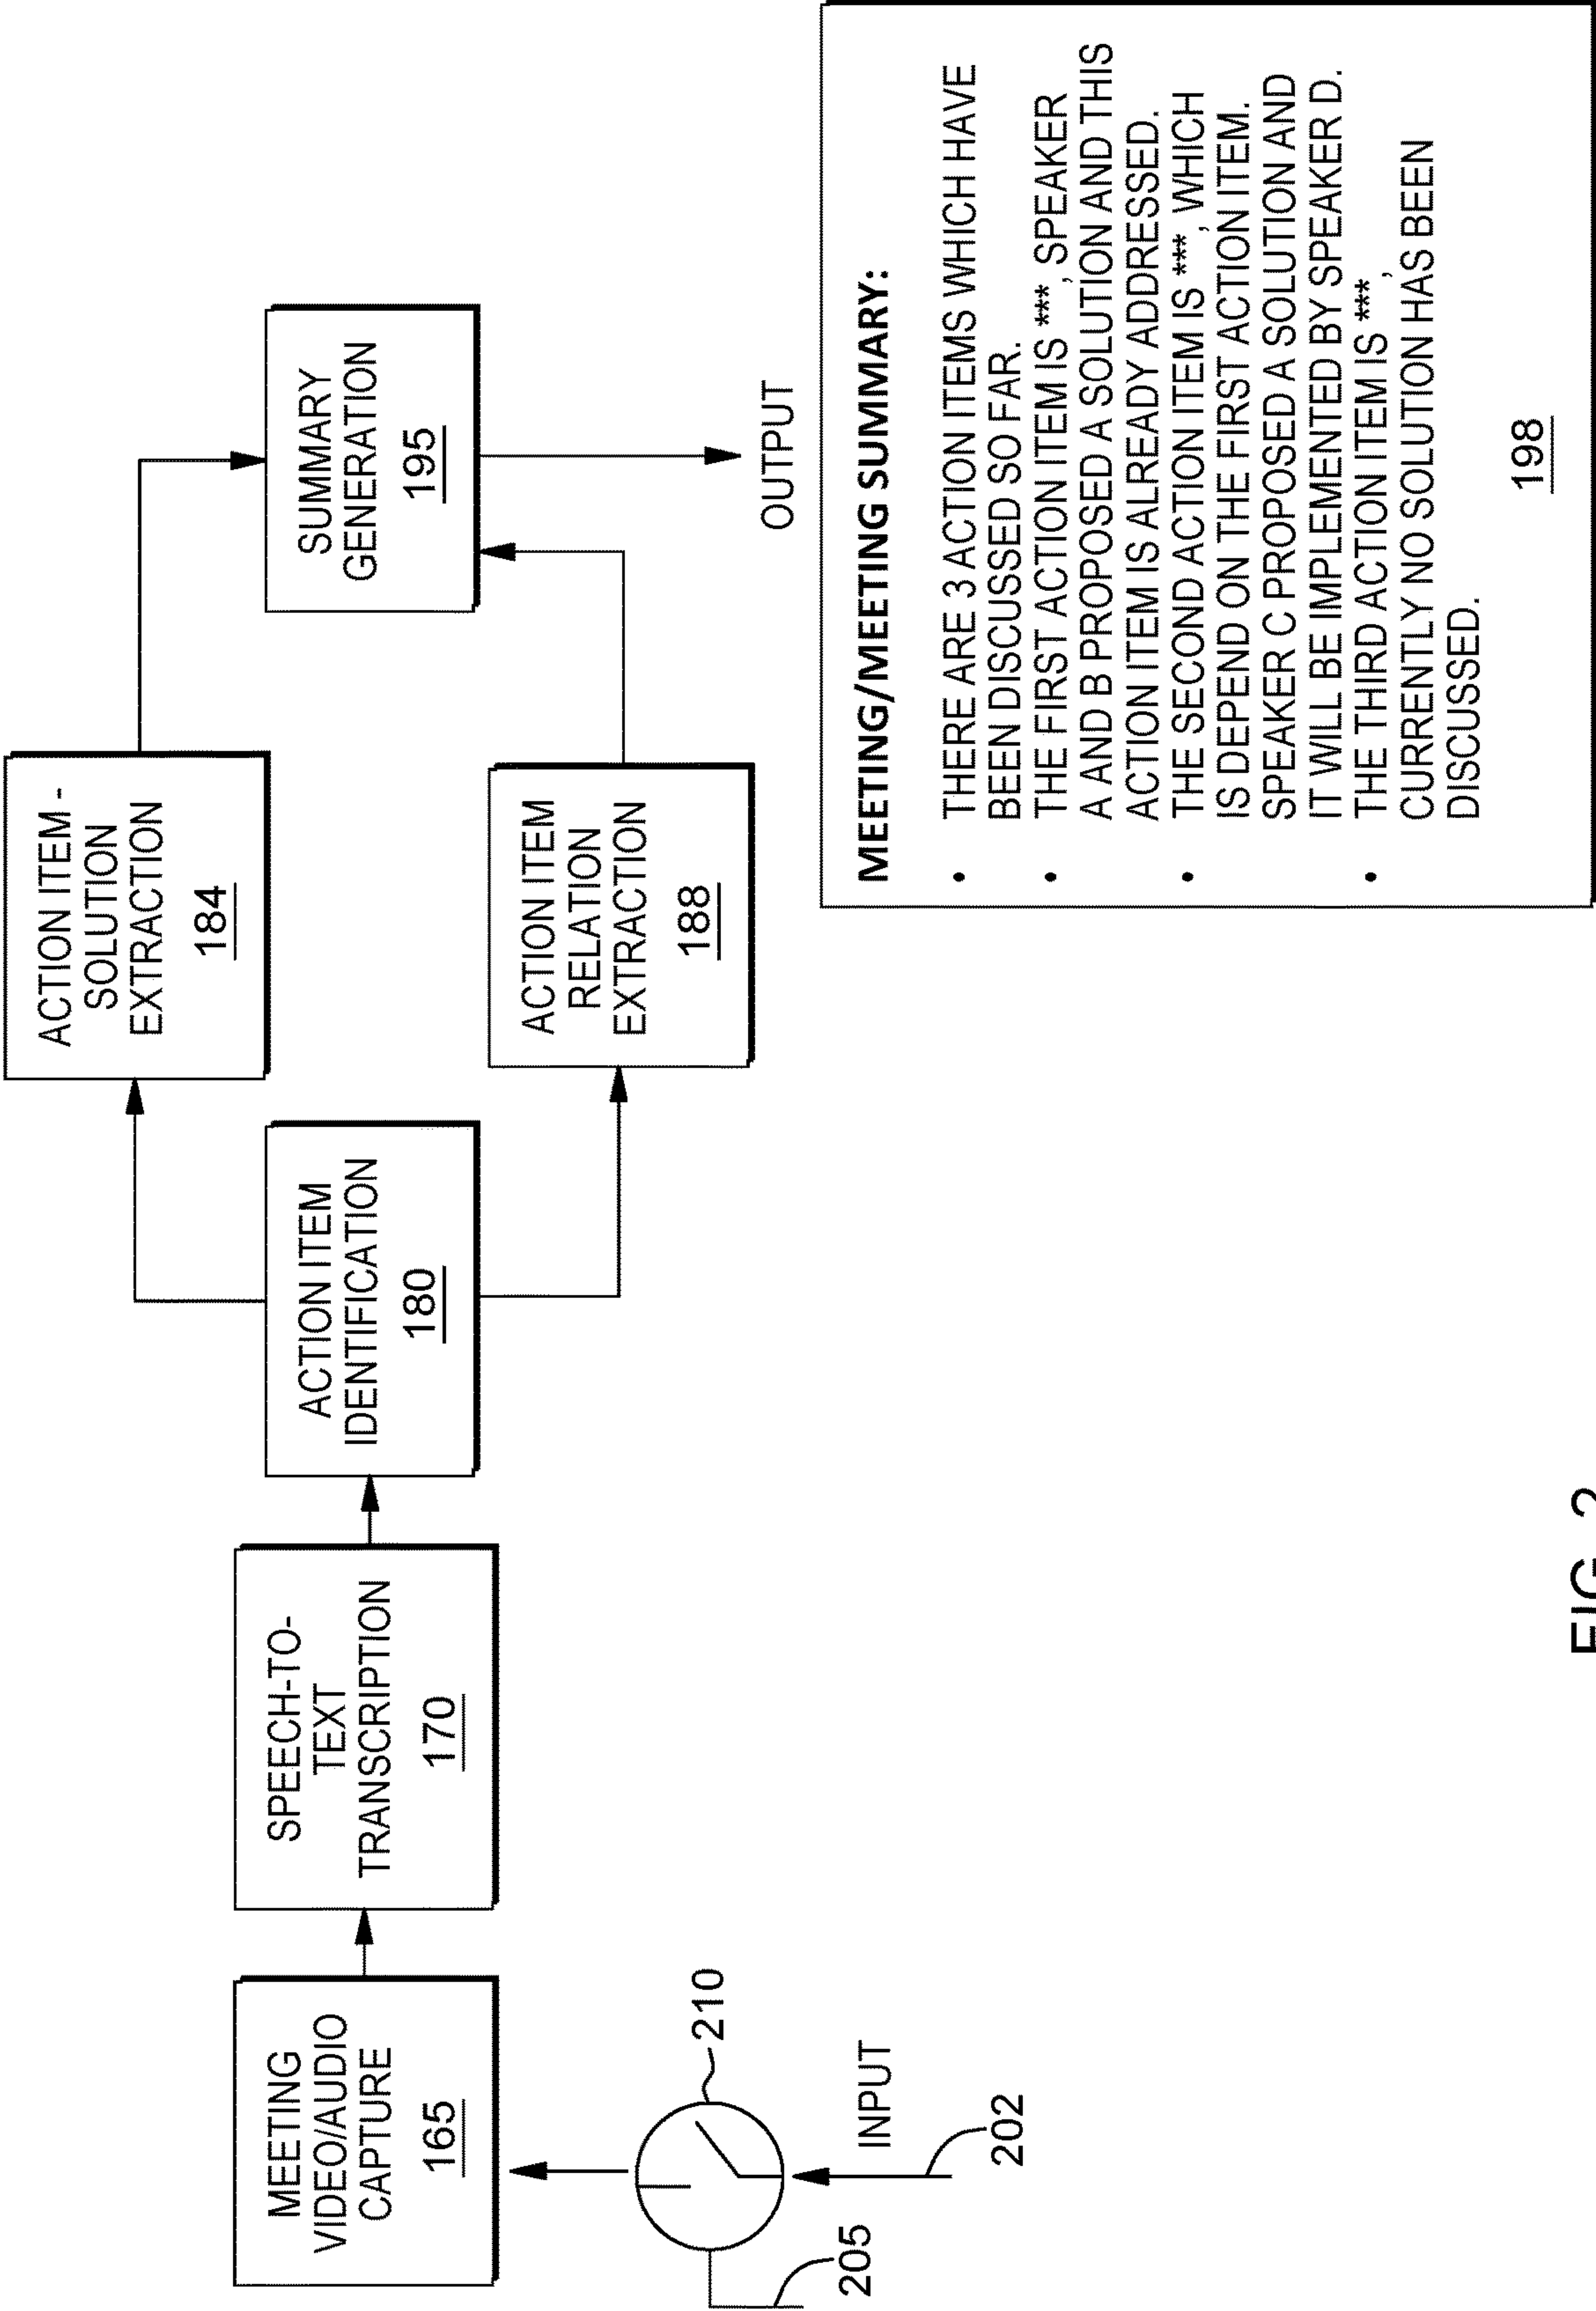 MEETING
VIDEO/AUDIO
CAPTURE
165
SPEECH-TO-
TEXT
TRANSCRIPTION
170
ACTION ITEM
IDENTIFICATION
180
ACTION ITEM -
SOLUTION
EXTRACTION
184
ACTION ITEM
RELATION
EXTRACTION
188
SUMMARY
GENERATION
195
205
210
INPUT
202
OUTPUT
MEETING/MEETING SUMMARY:
• THERE ARE 3 ACTION ITEMS WHICH HAVE
BEEN DISCUSSED SO FAR.
• THE FIRST ACTION ITEM IS ***, SPEAKER
A AND B PROPOSED A SOLUTION AND THIS
ACTION ITEM IS ALREADY ADDRESSED.
• THE SECOND ACTION ITEM IS ***, WHICH
IS DEPEND ON THE FIRST ACTION ITEM.
SPEAKER C PROPOSED A SOLUTION AND
IT WILL BE IMPLEMENTED BY SPEAKER D.
• THE THIRD ACTION ITEM IS ***,
CURRENTLY NO SOLUTION HAS BEEN
DISCUSSED.
198
FIG. 2